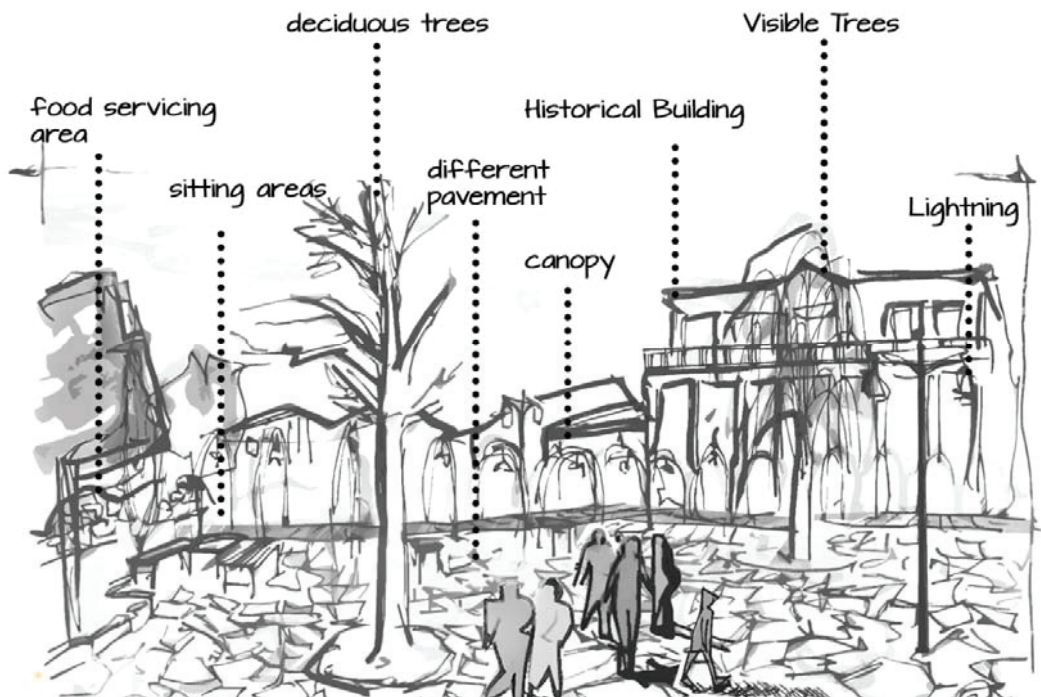 deciduous trees
Visible Trees
food servicing
area
Historical Building
sitting areas
different
pavement
Lightning
canopy